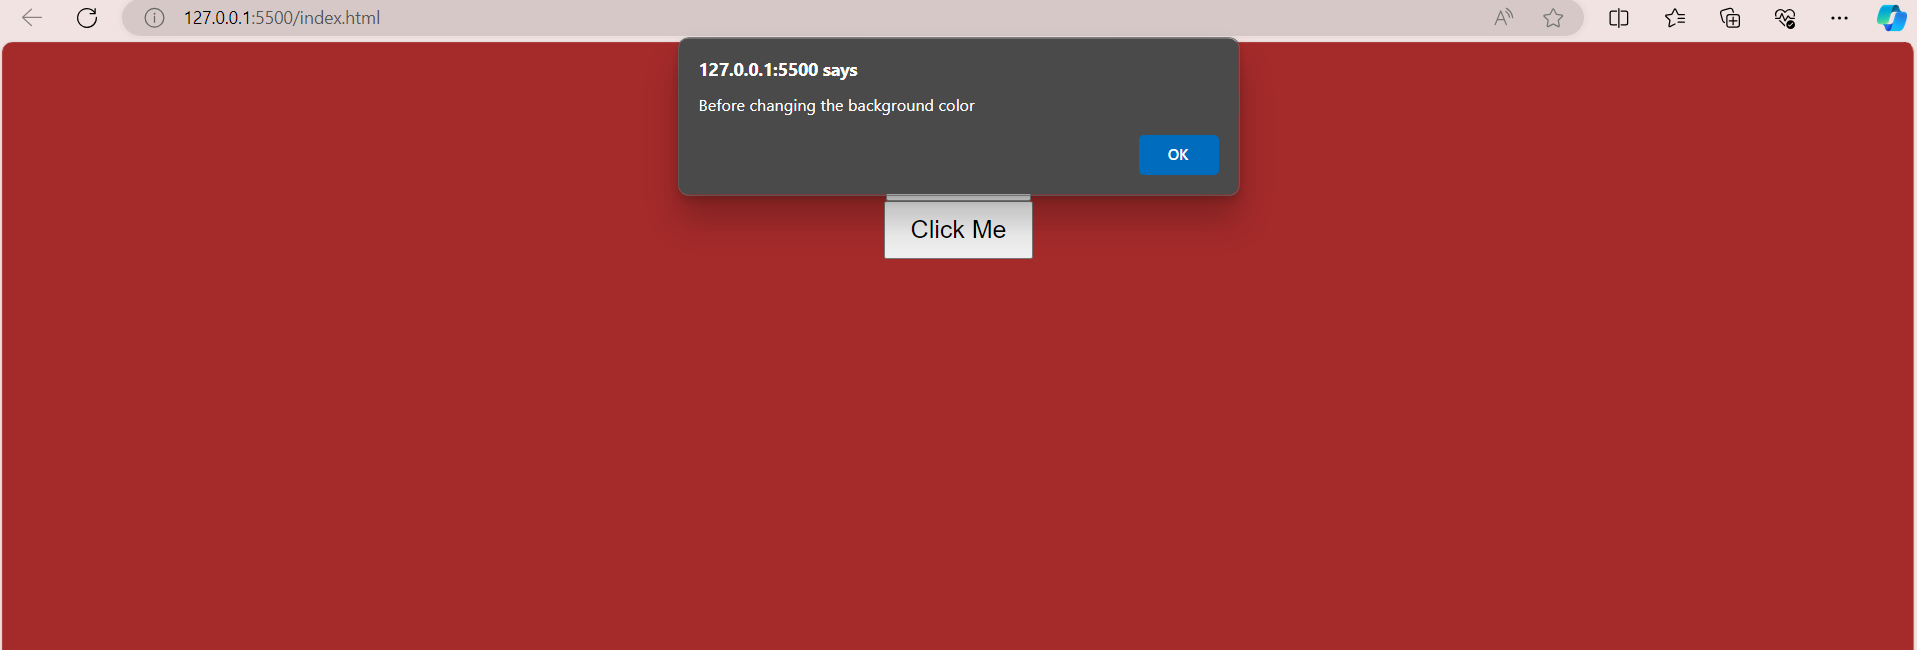 127.0.0.1:5500/index.html
127.0.0.1:5500 says
Before changing the background color
OK
Click Me